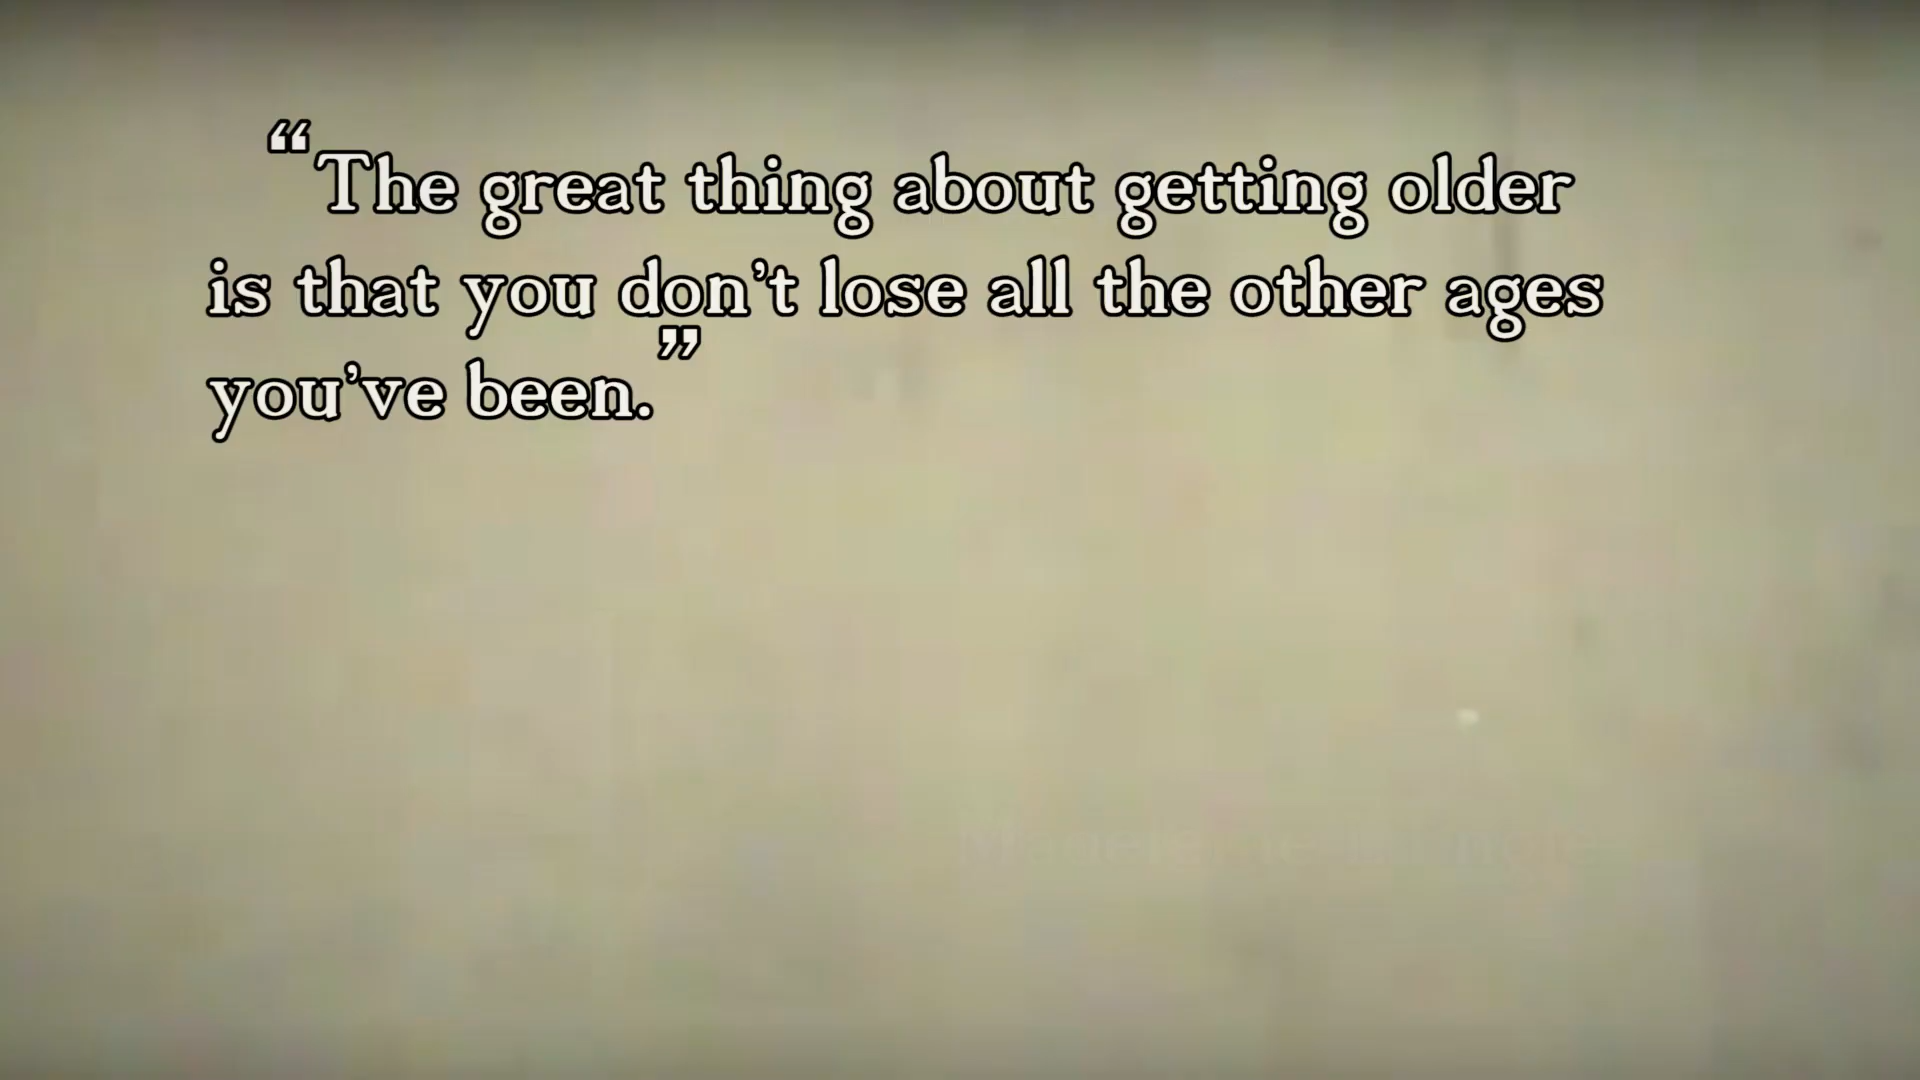 “The great thing about getting older
is that you don’t lose all the other ages
you’ve been.”